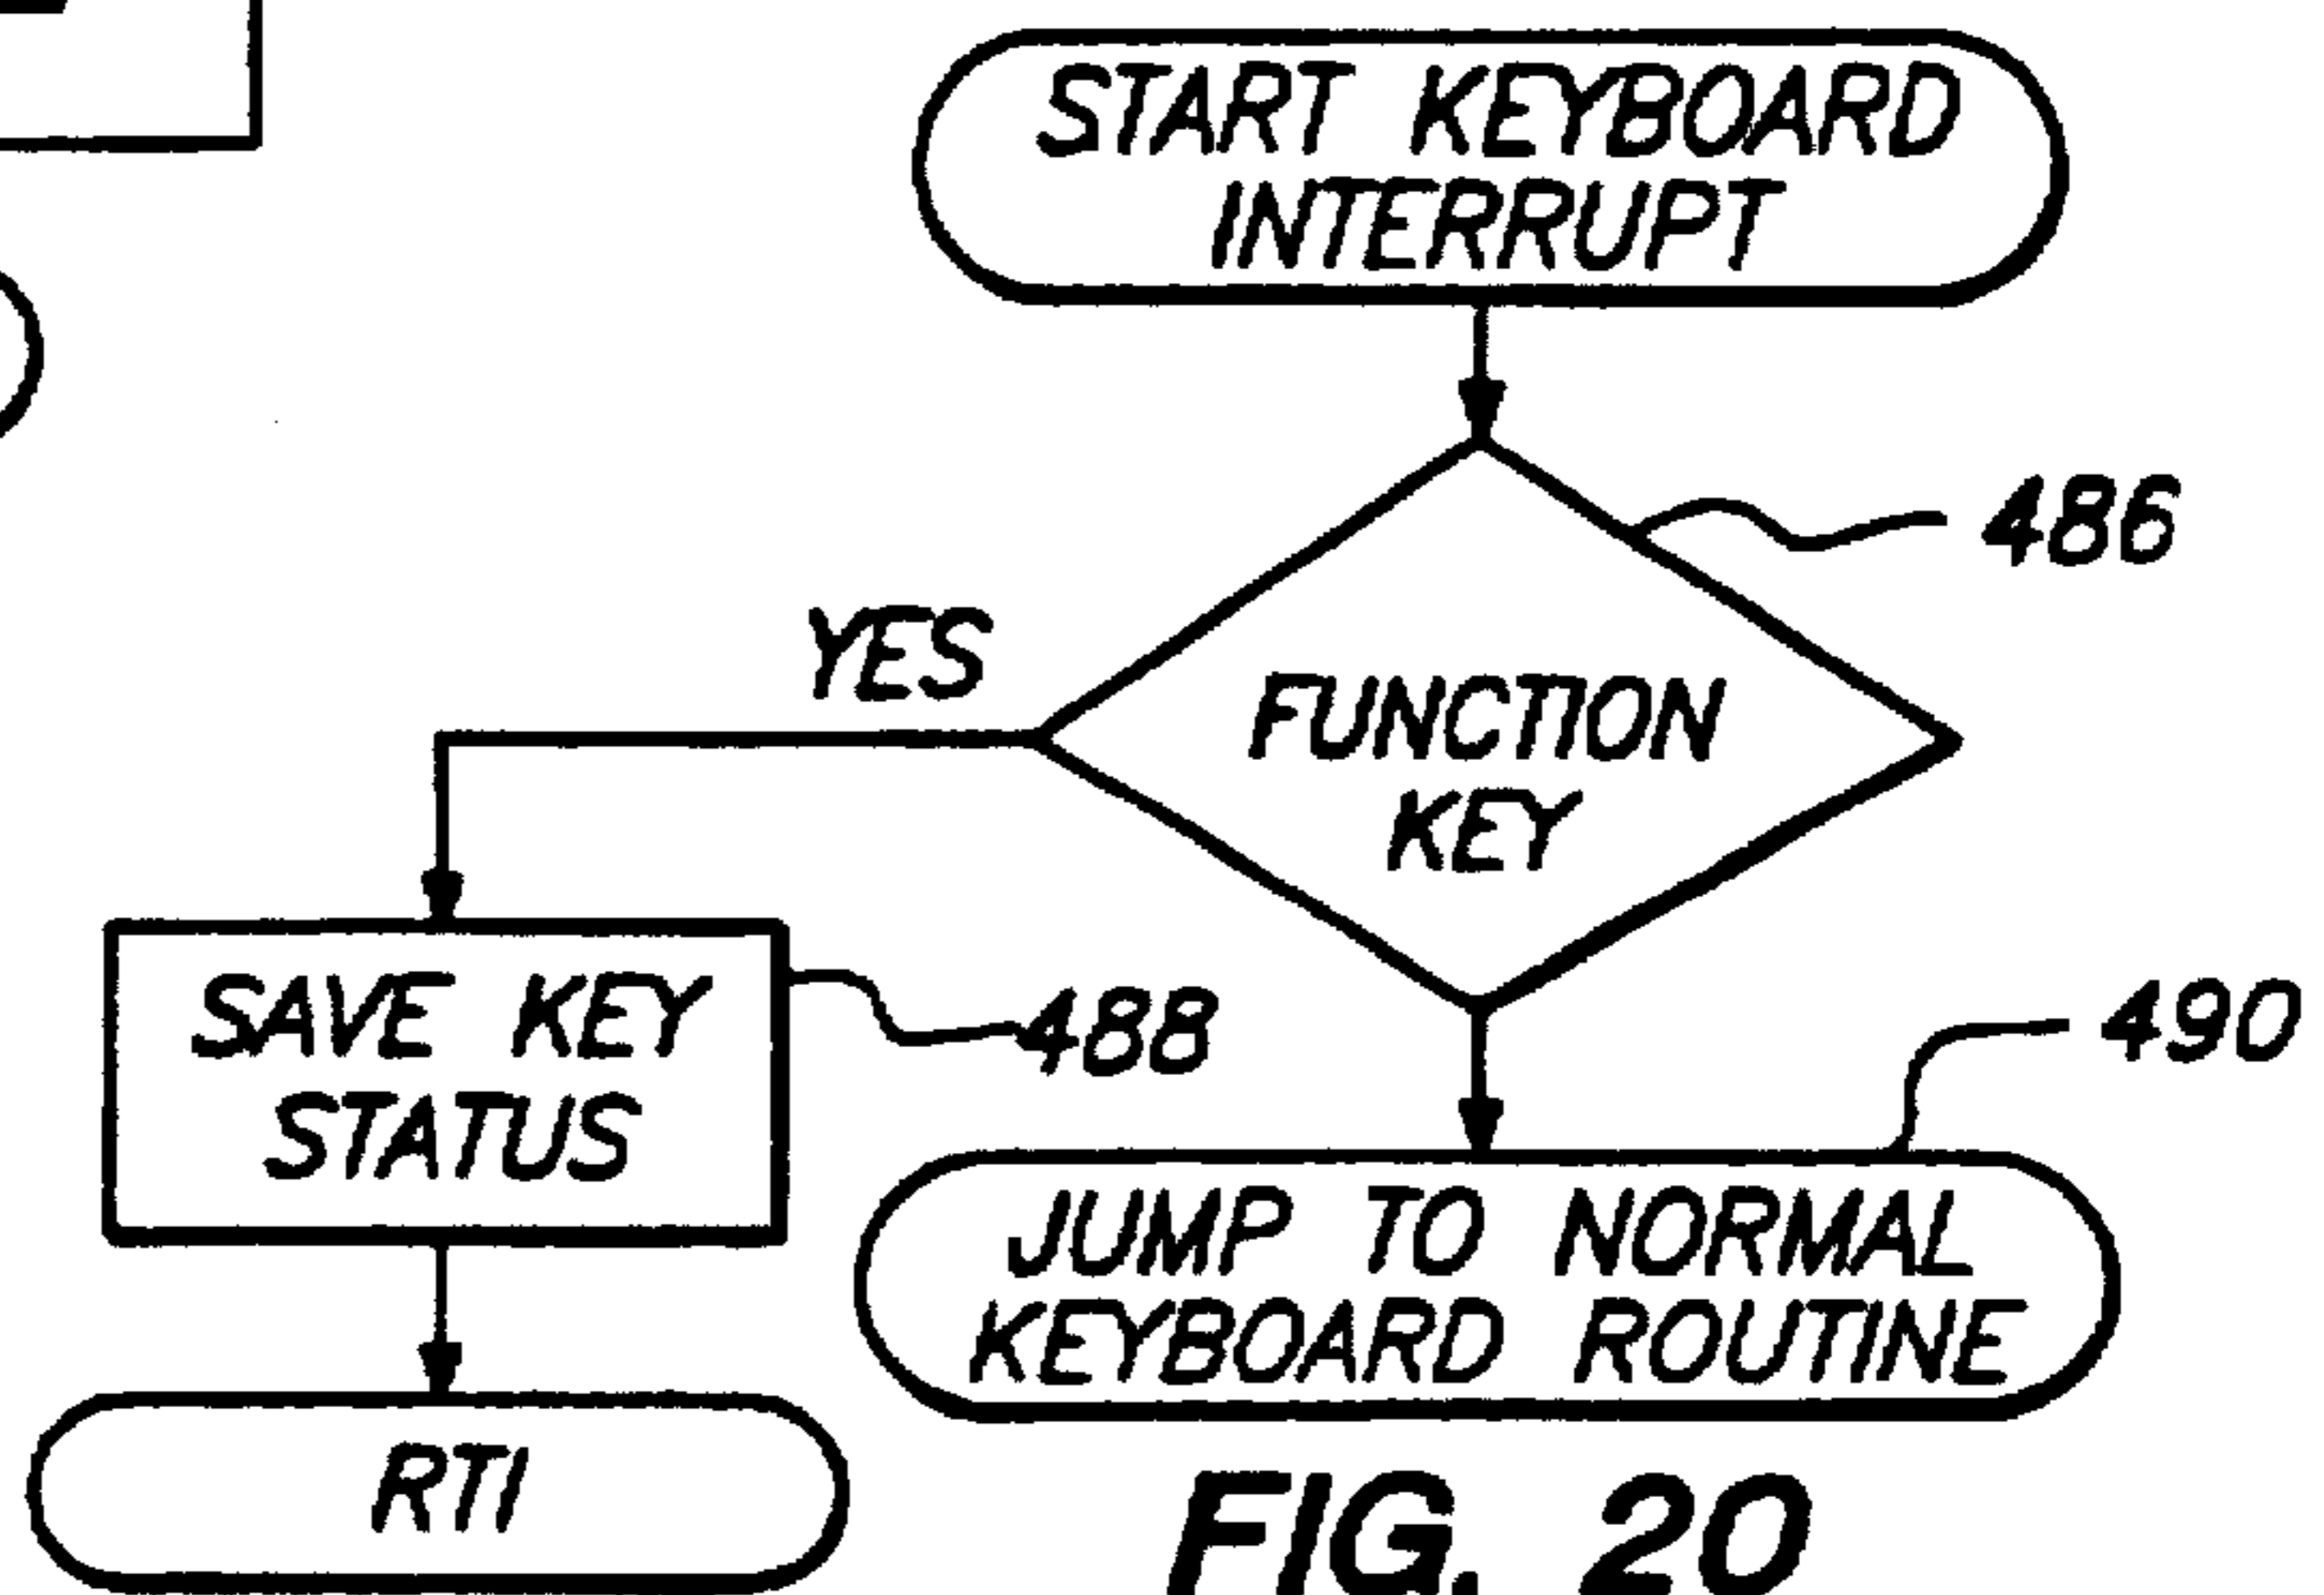 START KEYBOARD
INTERRUPT
486
YES
FUNCTION
KEY
SAVE KEY
STATUS
488
490
JUMP TO NORMAL
KEYBOARD ROUTINE
RTI
FIG. 20